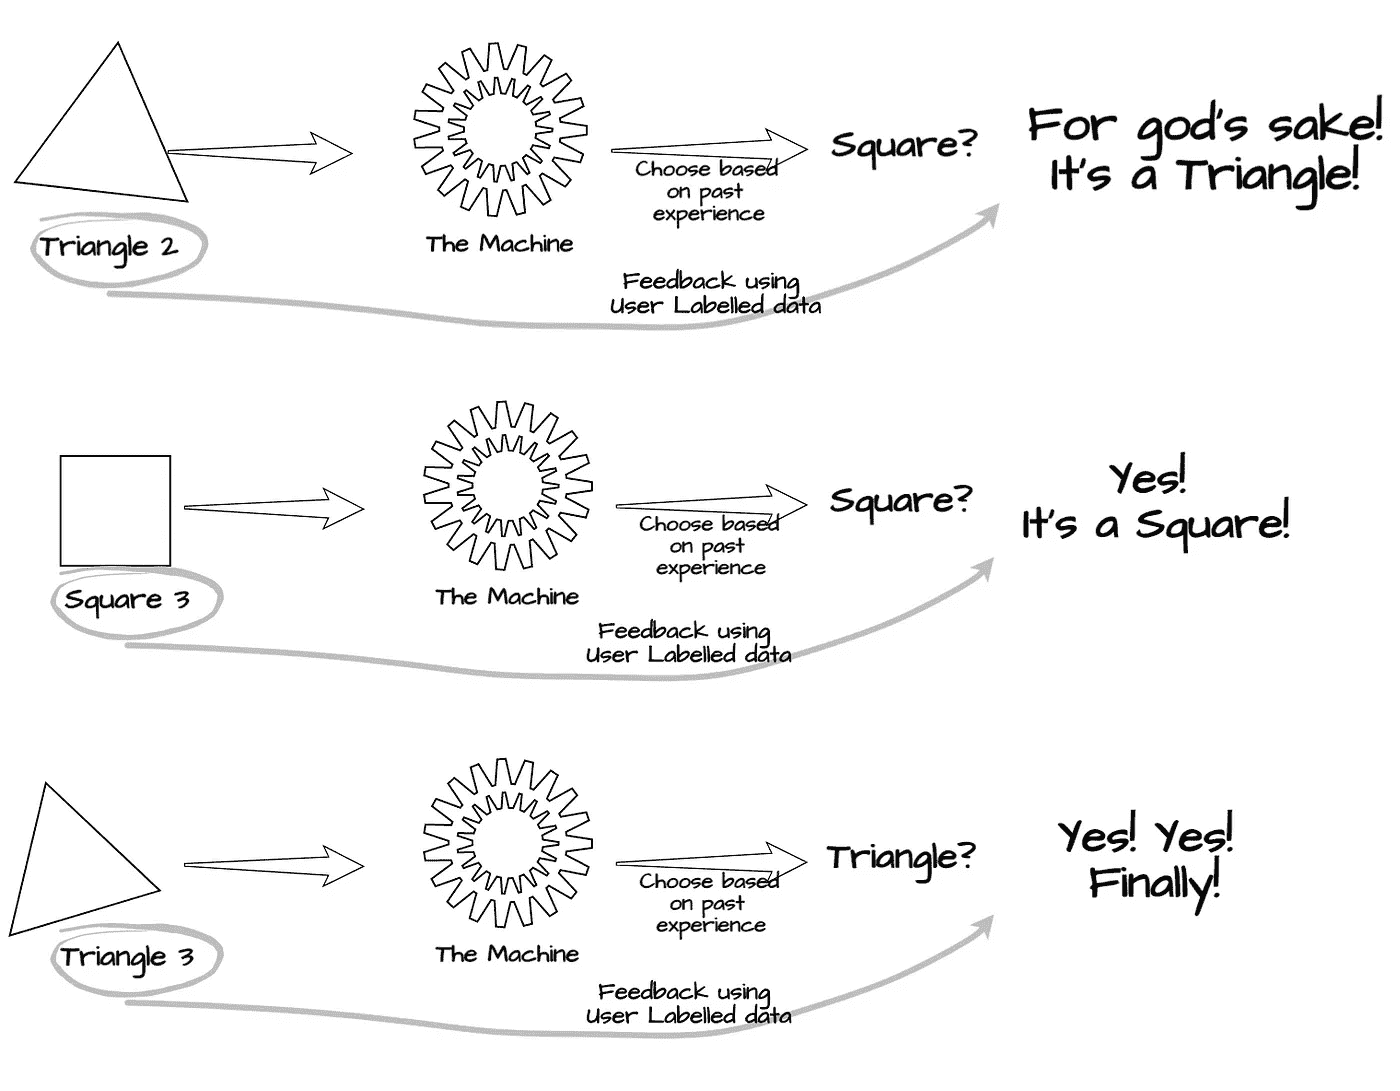 For god's sake!
Square?
It's a Triangle!
Choose based
on past
experience
Triangle 2
The Machine
Feedback using
User Labelled data
Yes!
Square?
It's a Square!
Choose based
on past
experience
Square 3
The Machine
Feedback using
User Labelled data
Yes! Yes!
Triangle?
Finally!
Choose based
on past
experience
Triangle 3
The Machine
Feedback using
User Labelled data